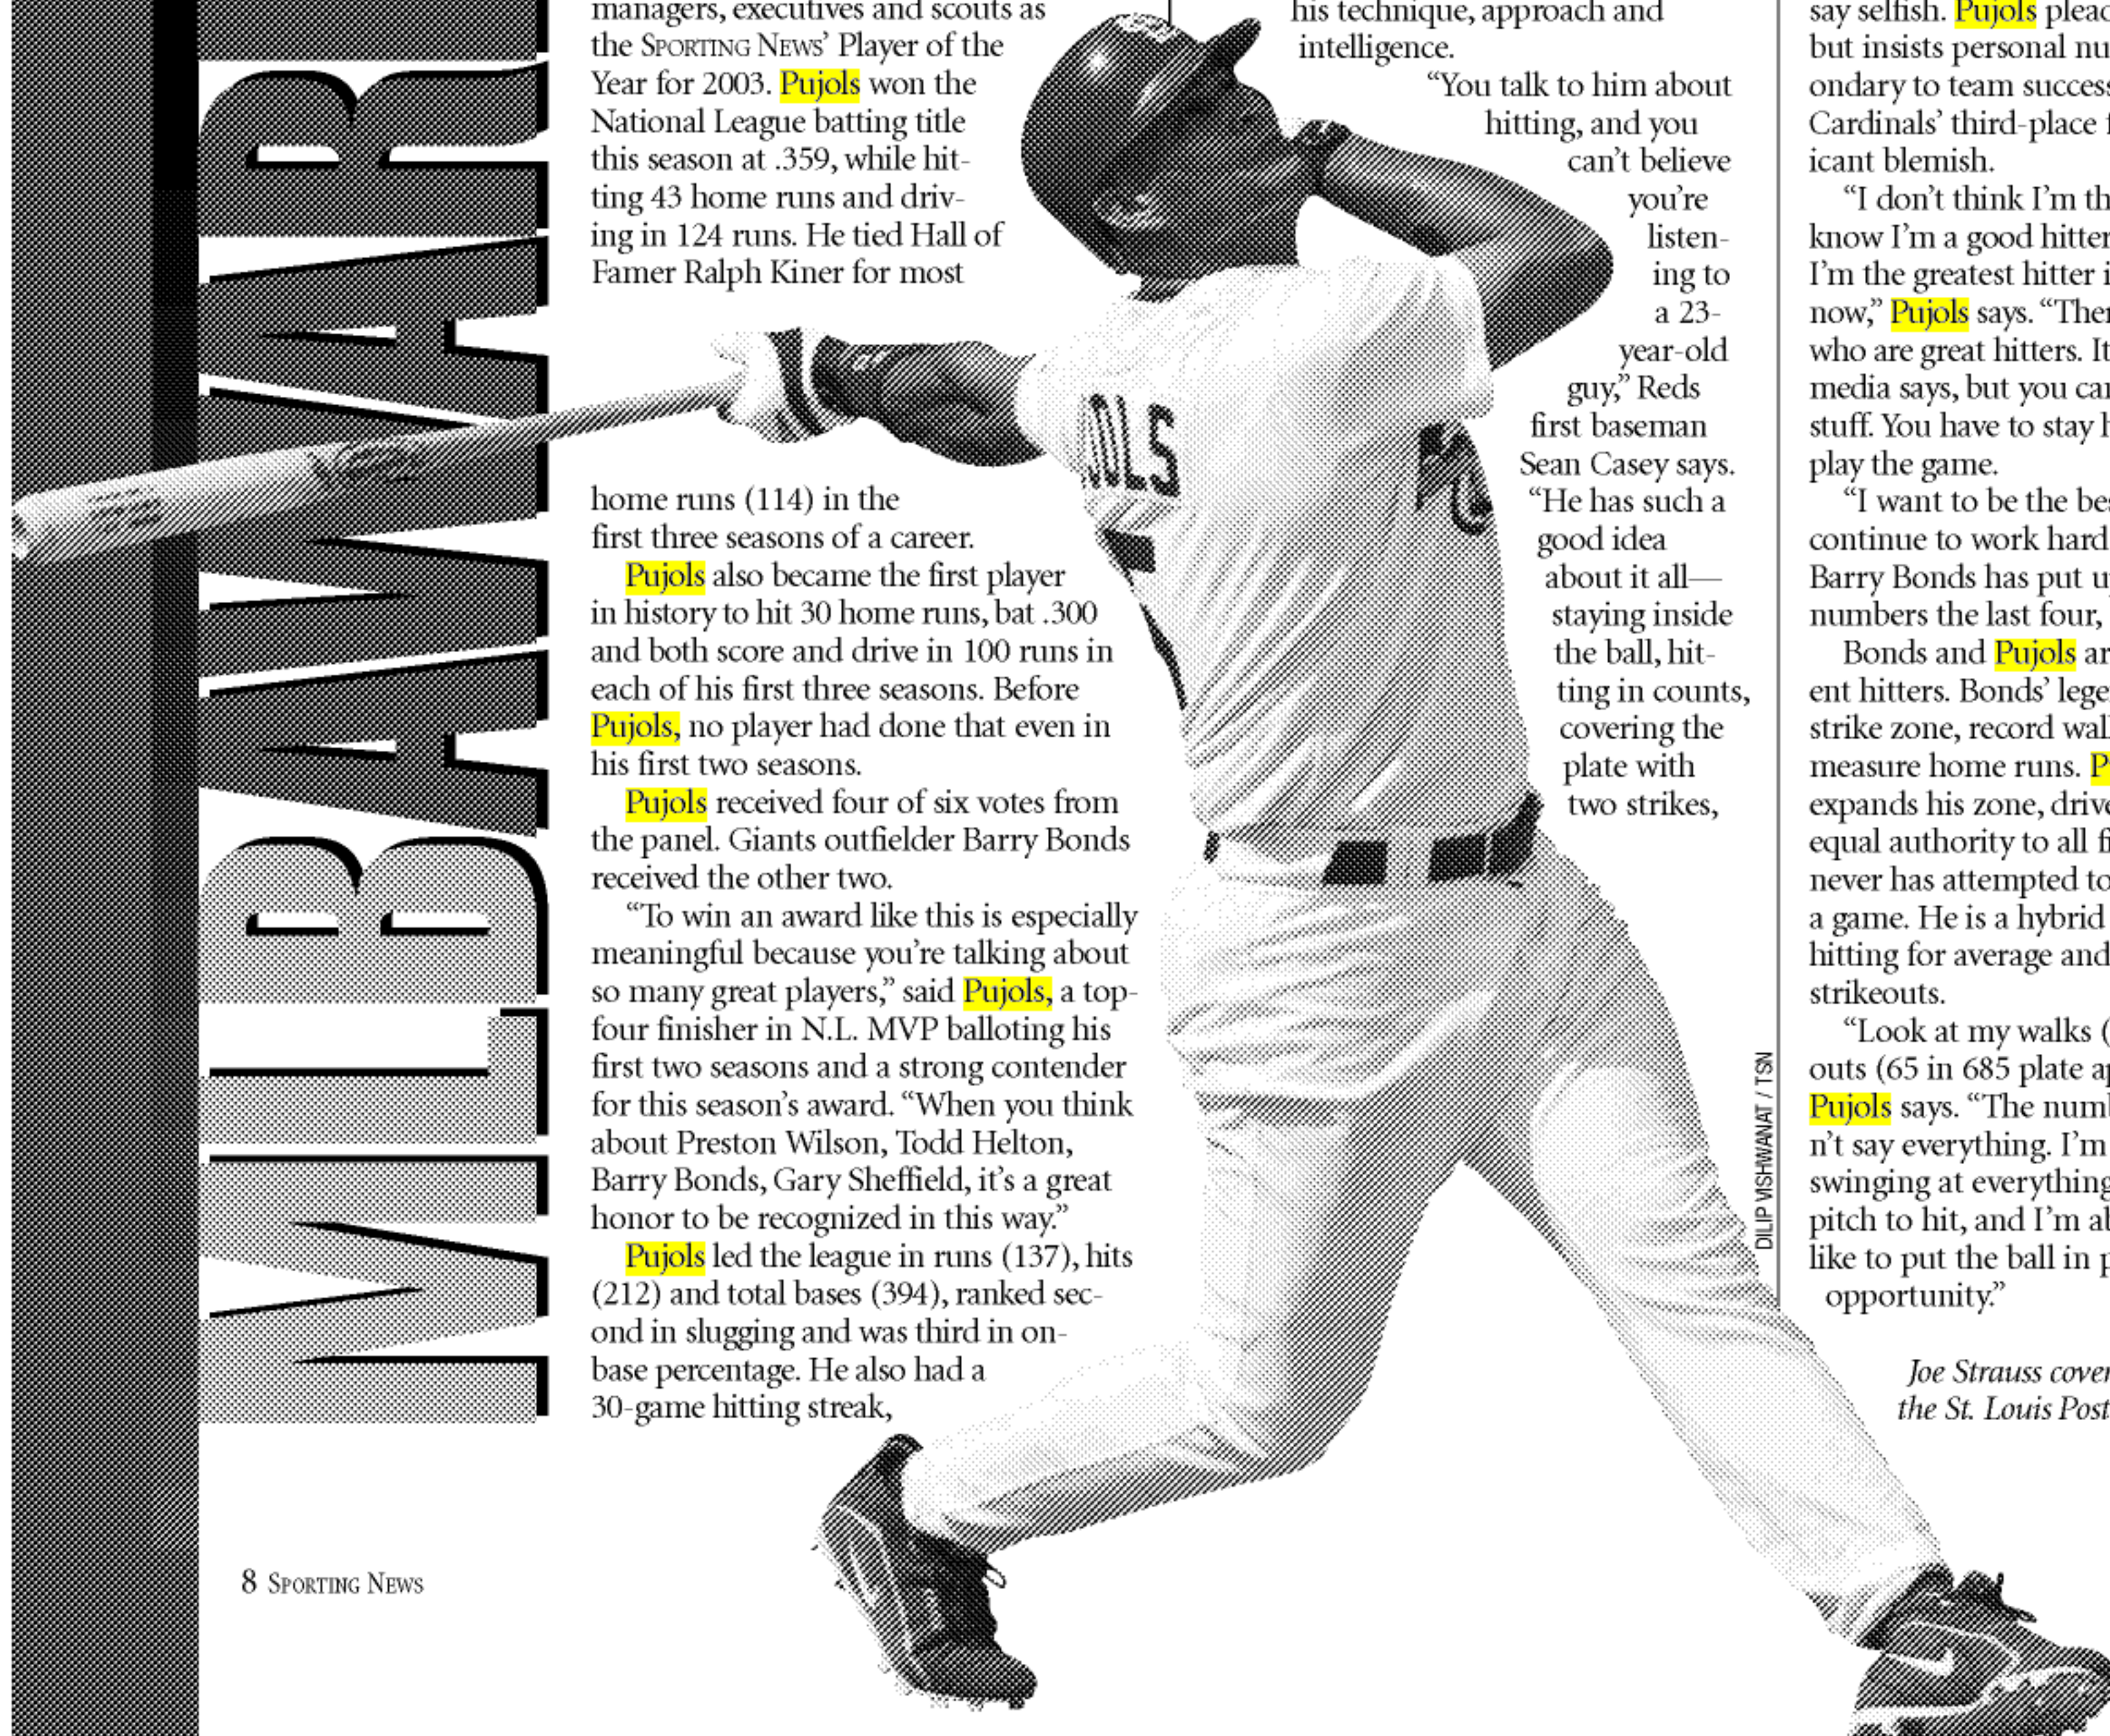 MLB AWAR
managers, executives and scouts as
the SPORTING NEWS’ Player of the
Year for 2003. Pujols won the
National League batting title
this season at .359, while hit-
ting 43 home runs and driv-
ing in 124 runs. He tied Hall of
Famer Ralph Kiner for most
home runs (114) in the
first three seasons of a career.
Pujols also became the first player
in history to hit 30 home runs, bat .300
and both score and drive in 100 runs in
each of his first three seasons. Before
Pujols, no player had done that even in
his first two seasons.
Pujols received four of six votes from
the panel. Giants outfielder Barry Bonds
received the other two.
“To win an award like this is especially
meaningful because you’re talking about
so many great players,” said Pujols, a top-
four finisher in N.L. MVP balloting his
first two seasons and a strong contender
for this season’s award. “When you think
about Preston Wilson, Todd Helton,
Barry Bonds, Gary Sheffield, it’s a great
honor to be recognized in this way.”
Pujols led the league in runs (137), hits
(212) and total bases (394), ranked sec-
ond in slugging and was third in on-
base percentage. He also had a
30-game hitting streak,
OLS
his technique, approach and
intelligence.
“You talk to him about
hitting, and you
can’t believe
you’re
listen-
ing to
a 23-
year-old
guy,” Reds
first baseman
Sean Casey says.
“He has such a
good idea
about it all—
staying inside
the ball, hit-
ting in counts,
covering the
plate with
two strikes,
DILIP VISHWANAT / TSN
say selfish. Pujols plead
but insists personal nu
ondary to team success
Cardinals’ third-place f
icant blemish.
“I don’t think I’m th
know I’m a good hitter
I’m the greatest hitter i
now,” Pujols says. “Ther
who are great hitters. It
media says, but you can
stuff. You have to stay h
play the game.
“I want to be the bes
continue to work hard
Barry Bonds has put up
numbers the last four,
Bonds and Pujols ar
ent hitters. Bonds’ lege
strike zone, record wal
measure home runs. P
expands his zone, drive
equal authority to all fi
never has attempted to
a game. He is a hybrid
hitting for average and
strikeouts.
“Look at my walks (
outs (65 in 685 plate ap
Pujols says. “The numb
n’t say everything. I’m
swinging at everything
pitch to hit, and I’m ab
like to put the ball in p
opportunity.”
Joe Strauss cover
the St. Louis Post
8 SPORTING NEWS